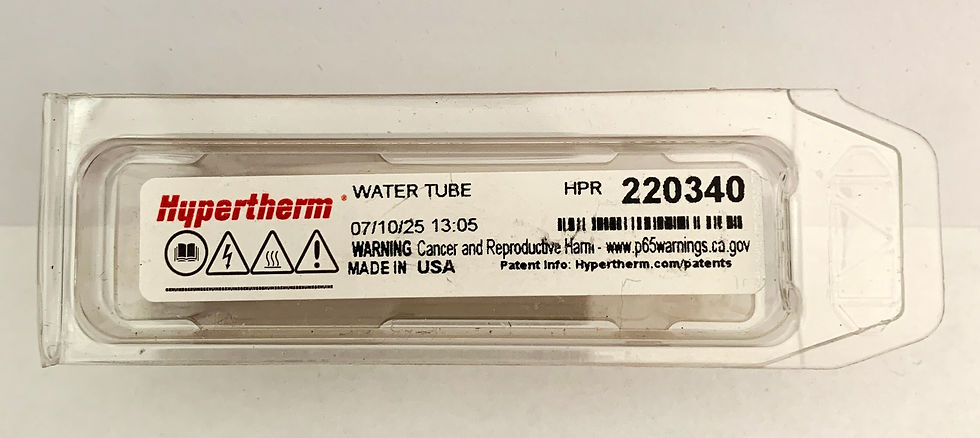 Hypertherm® WATER TUBE HPR 220340
07/10/25 13:05
WARNING Cancer and Reproductive Harm - www.p65warnings.ca.gov
MADE IN USA Patent Info: Hypertherm.com/patents